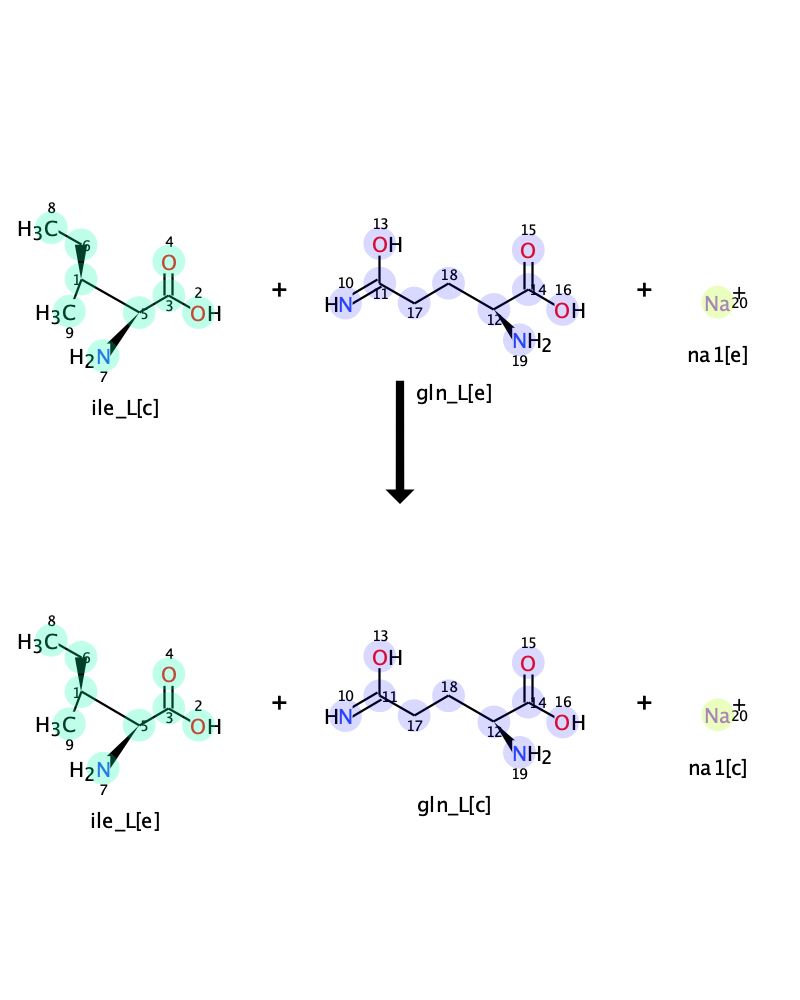 8
H3C 6
4
O
1
H3C 5 3 2
OH
9
H2N
7
ile_L[c]
+
13
OH
10
HN 11
17
18
15
O
14 16
OH
12
NH2
19
gln_L[e]
+
Na+
20
na1[e]
8
H3C 6
4
O
1
H3C 5 3 2
OH
9
H2N
7
ile_L[e]
+
13
OH
10
HN 11
17
18
15
O
14 16
OH
12
NH2
19
gln_L[c]
+
Na+
20
na1[c]